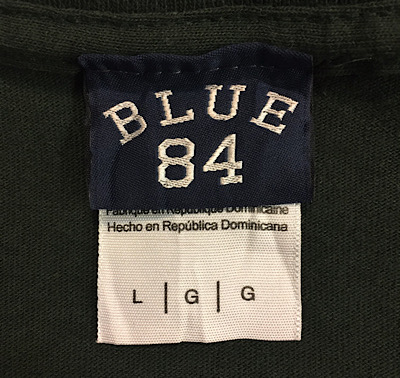 BLUE
84
Fabriqué en République Dominicaine
Hecho en República Dominicana
L | G | G